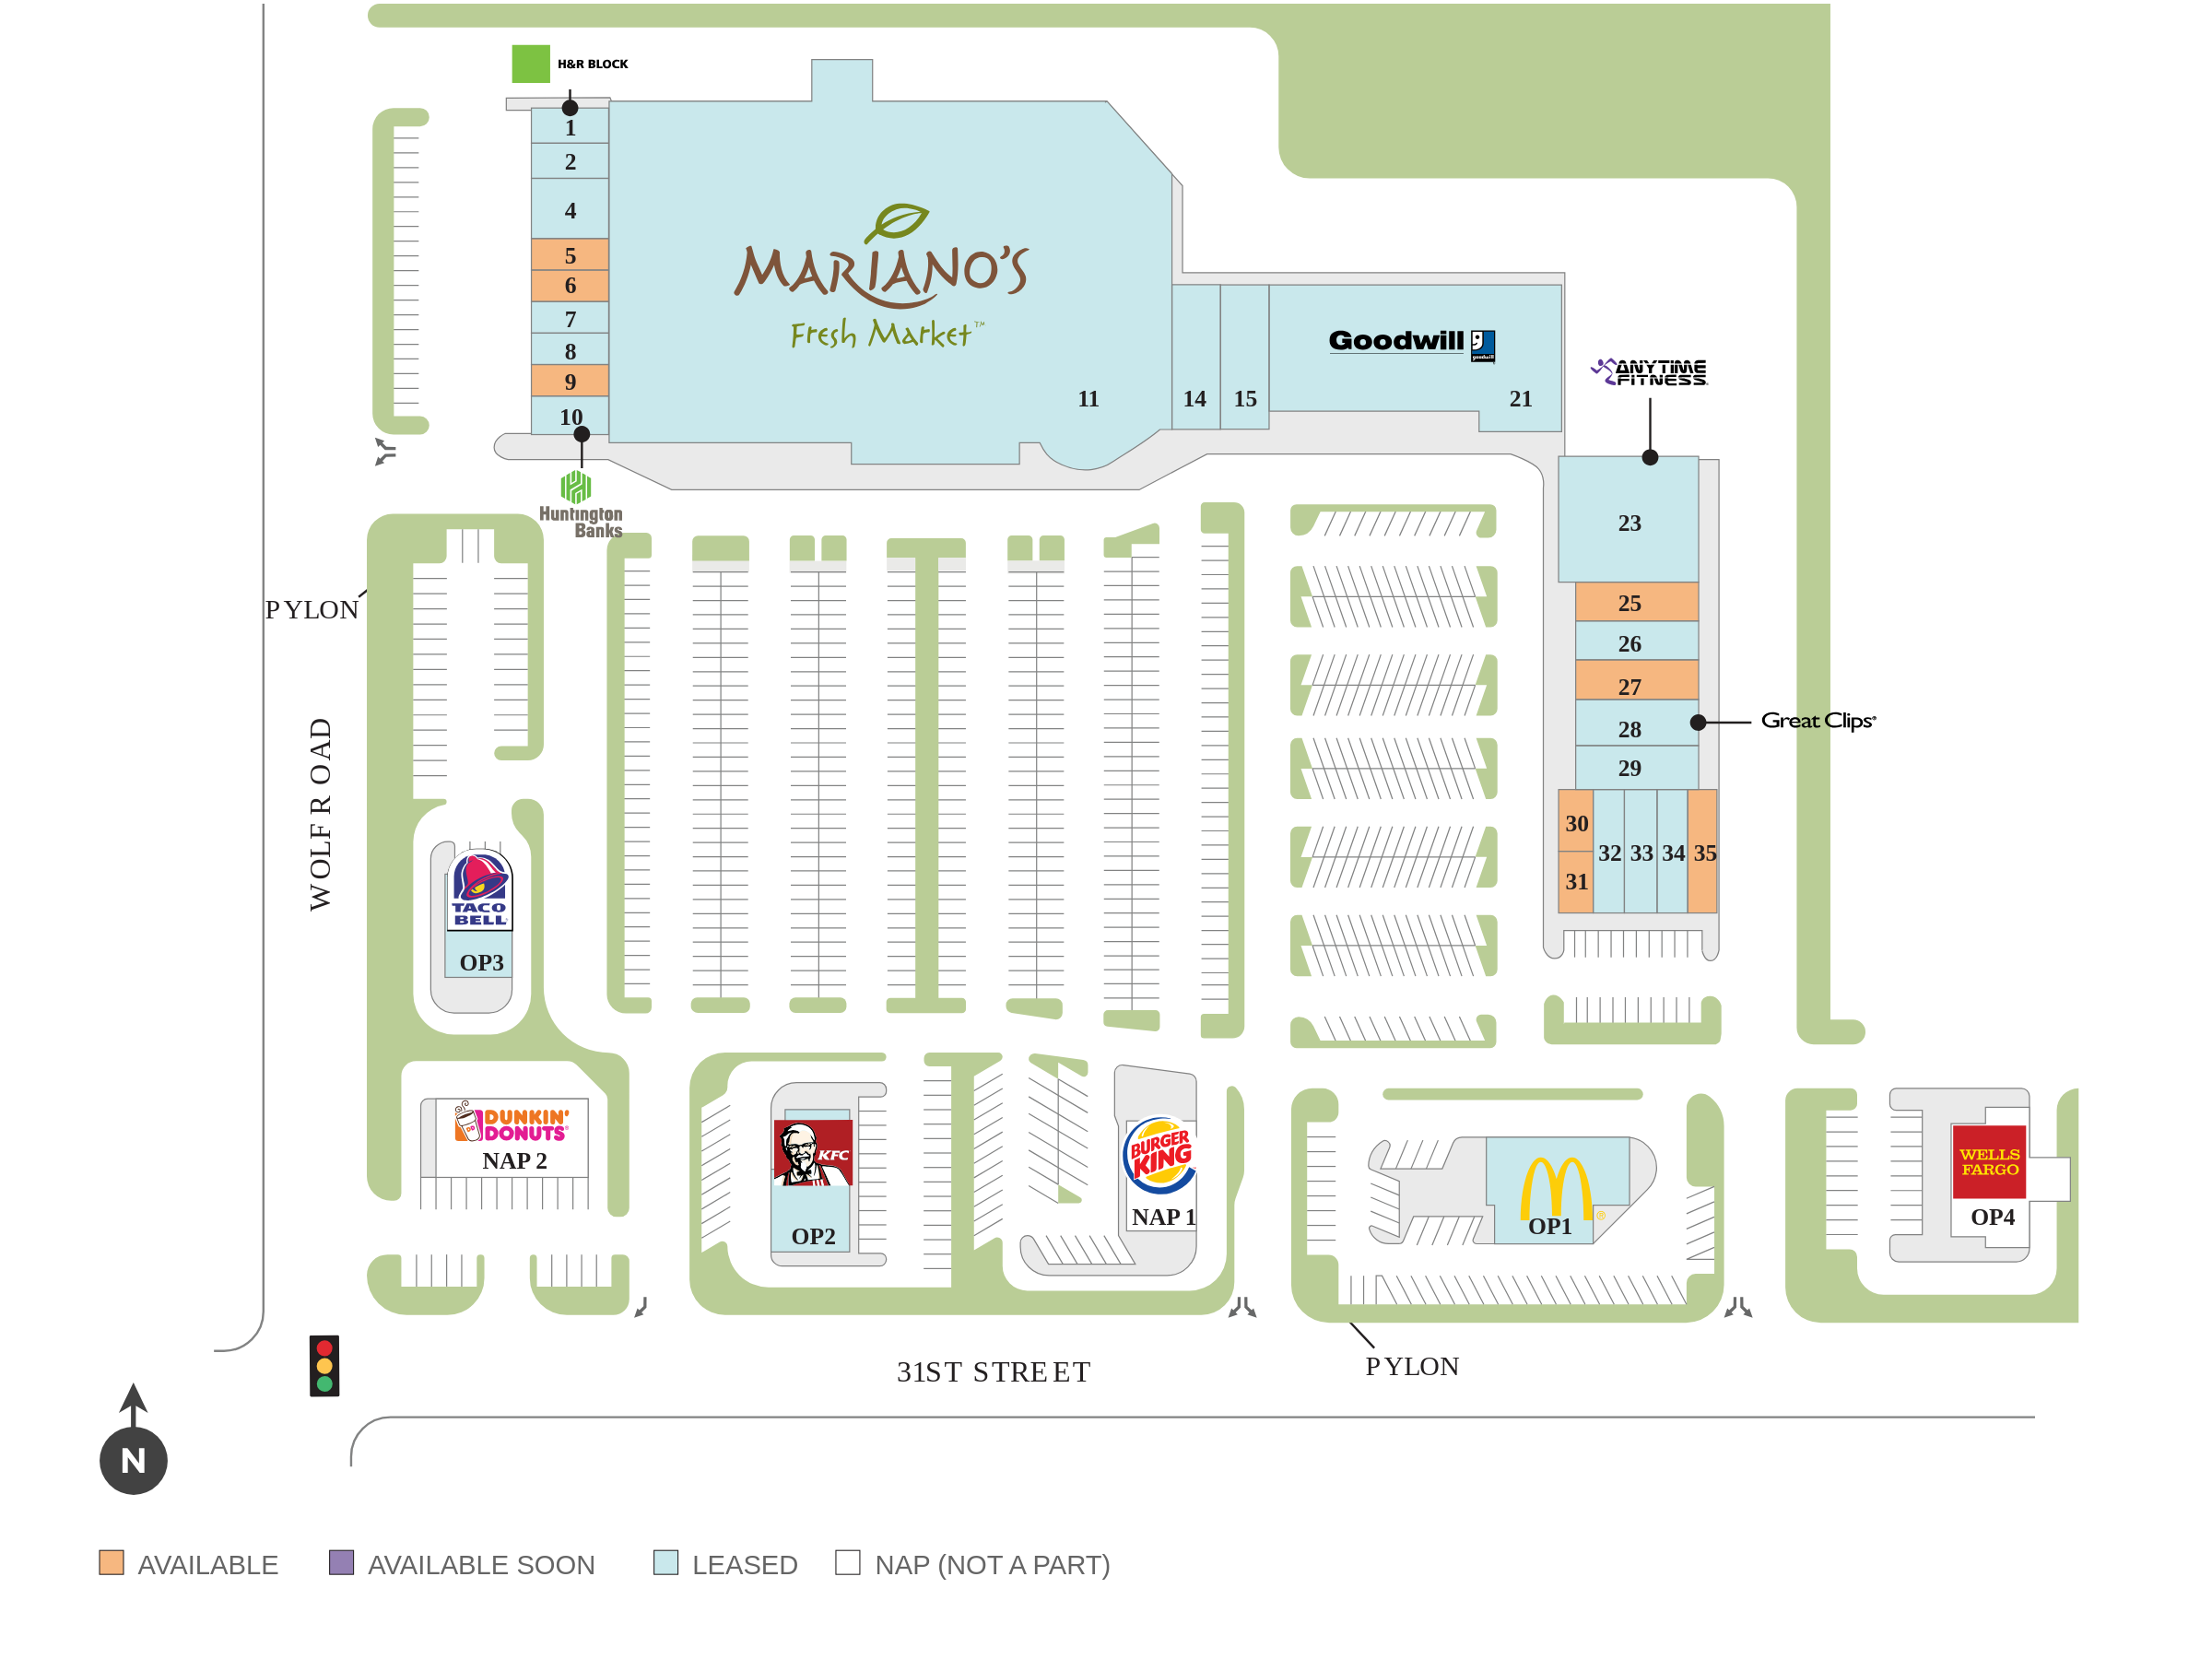 H&R BLOCK
1
2
4
5
6
7
8
9
10
MARIANO'S
Fresh Market™
11
14
15
Goodwill
goodwill
21
ANYTIME
FITNESS.
Huntington
Banks
23
25
26
27
28
Great Clips®
29
30
31
32
33
34
35
PYLON
WOLF ROAD
TACO
BELL
OP3
DUNKIN'
DONUTS®
NAP 2
KFC
OP2
BURGER
KING
NAP 1
®
OP1
WELLS
FARGO
OP4
31ST STREET
PYLON
N
AVAILABLE
AVAILABLE SOON
LEASED
NAP (NOT A PART)